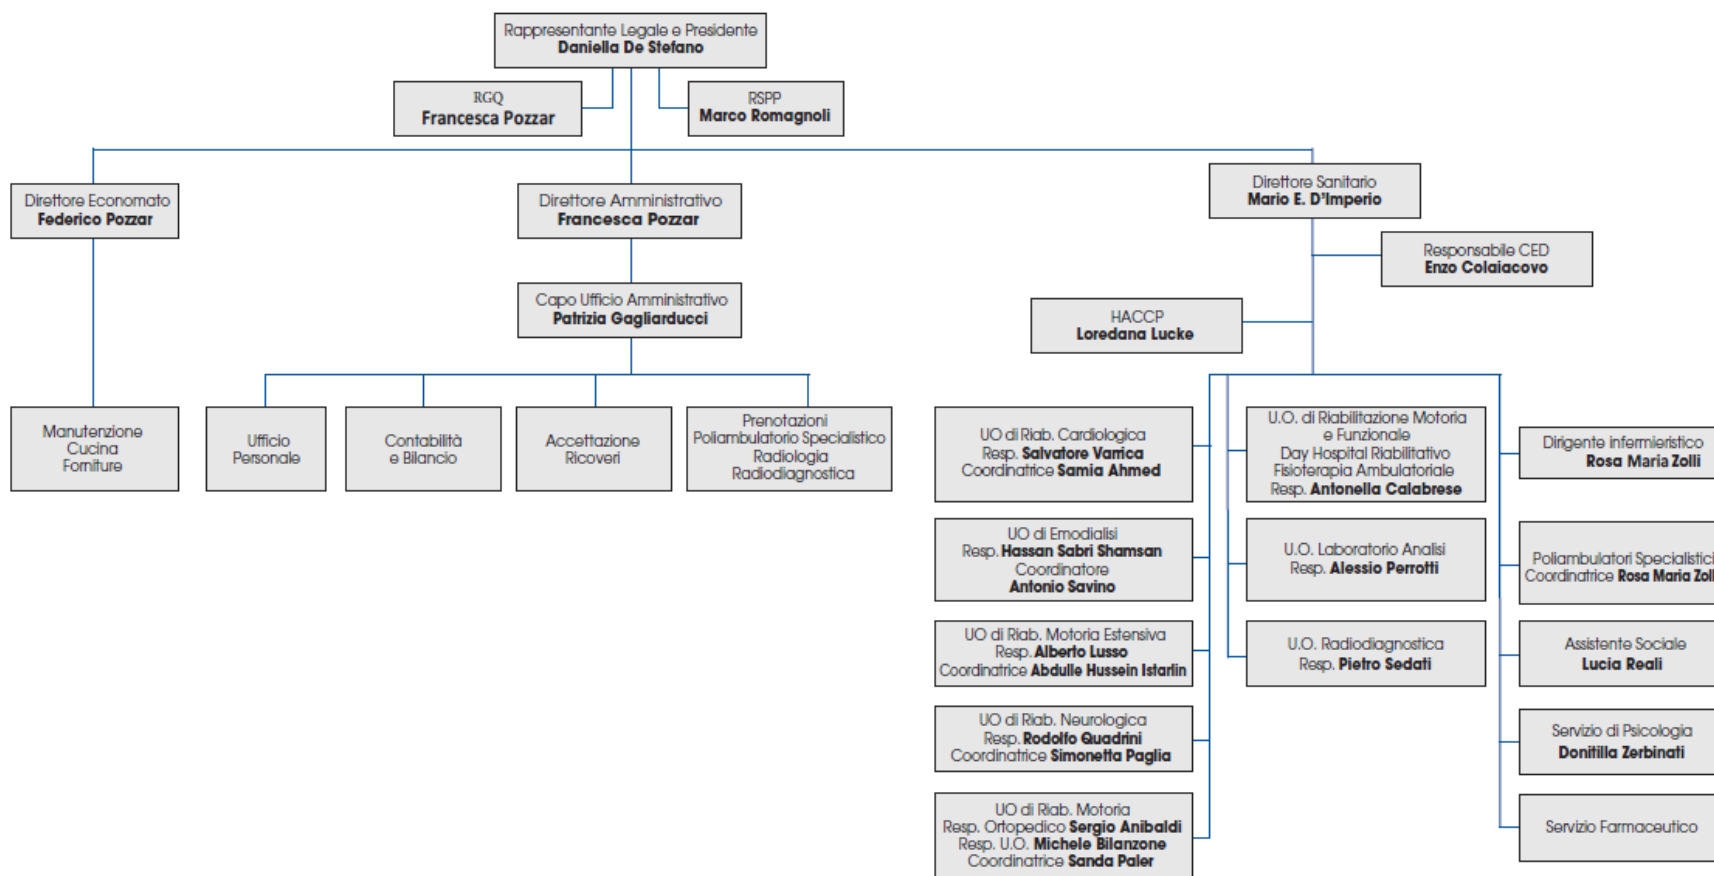 Rappresentante Legale e Presidente
Daniella De Stefano
RGQ
Francesca Pozzar
RSPP
Marco Romagnoli
Direttore Economato
Federico Pozzar
Direttore Amministrativo
Francesca Pozzar
Direttore Sanitario
Mario E. D'Imperio
Responsabile CED
Enzo Colaiacovo
Capo Ufficio Amministrativo
Patrizia Gagliarducci
HACCP
Loredana Lucke
Manutenzione
Cucina
Forniture
Ufficio
Personale
Contabilità
e Bilancio
Accettazione
Ricoveri
Prenotazioni
Poliambulatorio Specialistico
Radiologia
Radiodiagnostica
UO di Riab. Cardiologica
Resp. Salvatore Varrica
Coordinatrice Samia Ahmed
U.O. di Riabilitazione Motoria
e Funzionale
Day Hospital Riabilitativo
Fisioterapia Ambulatoriale
Resp. Antonella Calabrese
Dirigente infermieristico
Rosa Maria Zolli
UO di Emodialisi
Resp. Hassan Sabri Shamsan
Coordinatore
Antonio Savino
U.O. Laboratorio Analisi
Resp. Alessio Perrotti
Poliambulatori Specialistici
Coordinatrice Rosa Maria Zoll
UO di Riab. Motoria Estensiva
Resp. Alberto Lusso
Coordinatrice Abdulle Hussein Istarlin
U.O. Radiodiagnostica
Resp. Pietro Sedati
Assistente Sociale
Lucia Reali
UO di Riab. Neurologica
Resp. Rodolfo Quadrini
Coordinatrice Simonetta Paglia
Servizio di Psicologia
Donitilla Zerbinati
UO di Riab. Motoria
Resp. Ortopedico Sergio Anibaldi
Resp. U.O. Michele Bilanzone
Coordinatrice Sanda Paler
Servizio Farmaceutico